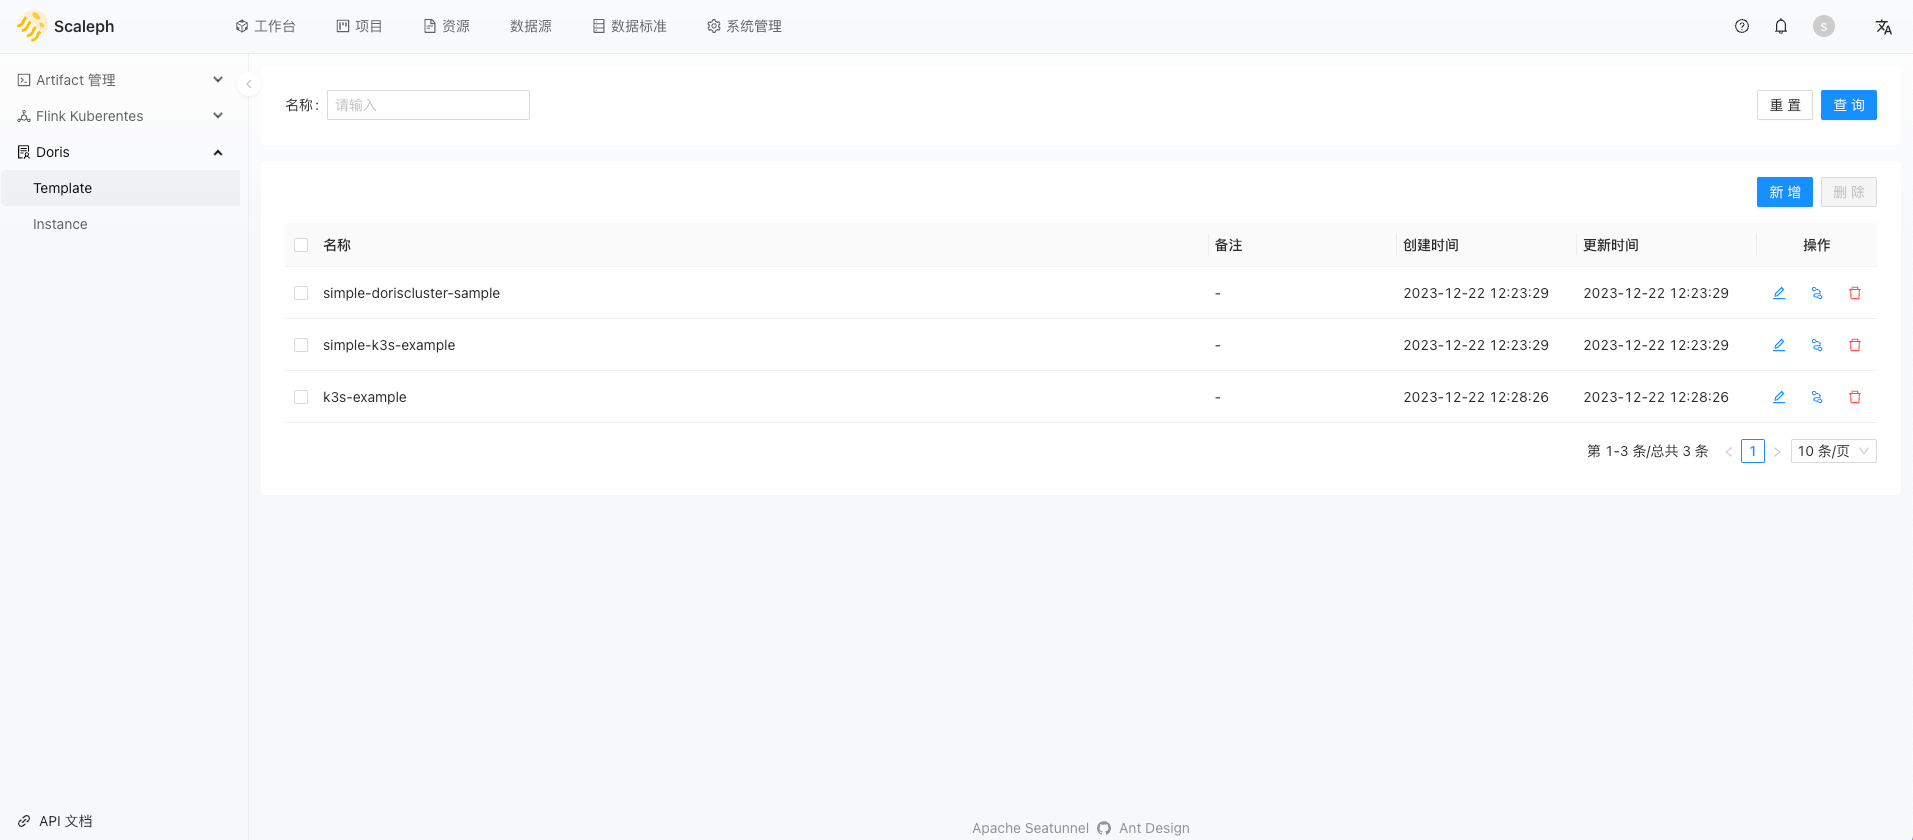 Scaleph 工作台 项目 资源 数据源 数据标准 系统管理 S
Artifact 管理
Flink Kuberentes
Doris
Template
Instance
API 文档
名称： 请输入 重 置 查 询
新 增 删 除
名称 备注 创建时间 更新时间 操作
simple-doriscluster-sample - 2023-12-22 12:23:29 2023-12-22 12:23:29
simple-k3s-example - 2023-12-22 12:23:29 2023-12-22 12:23:29
k3s-example - 2023-12-22 12:28:26 2023-12-22 12:28:26
第 1-3 条/总共 3 条 < 1 > 10 条/页
Apache Seatunnel Ant Design